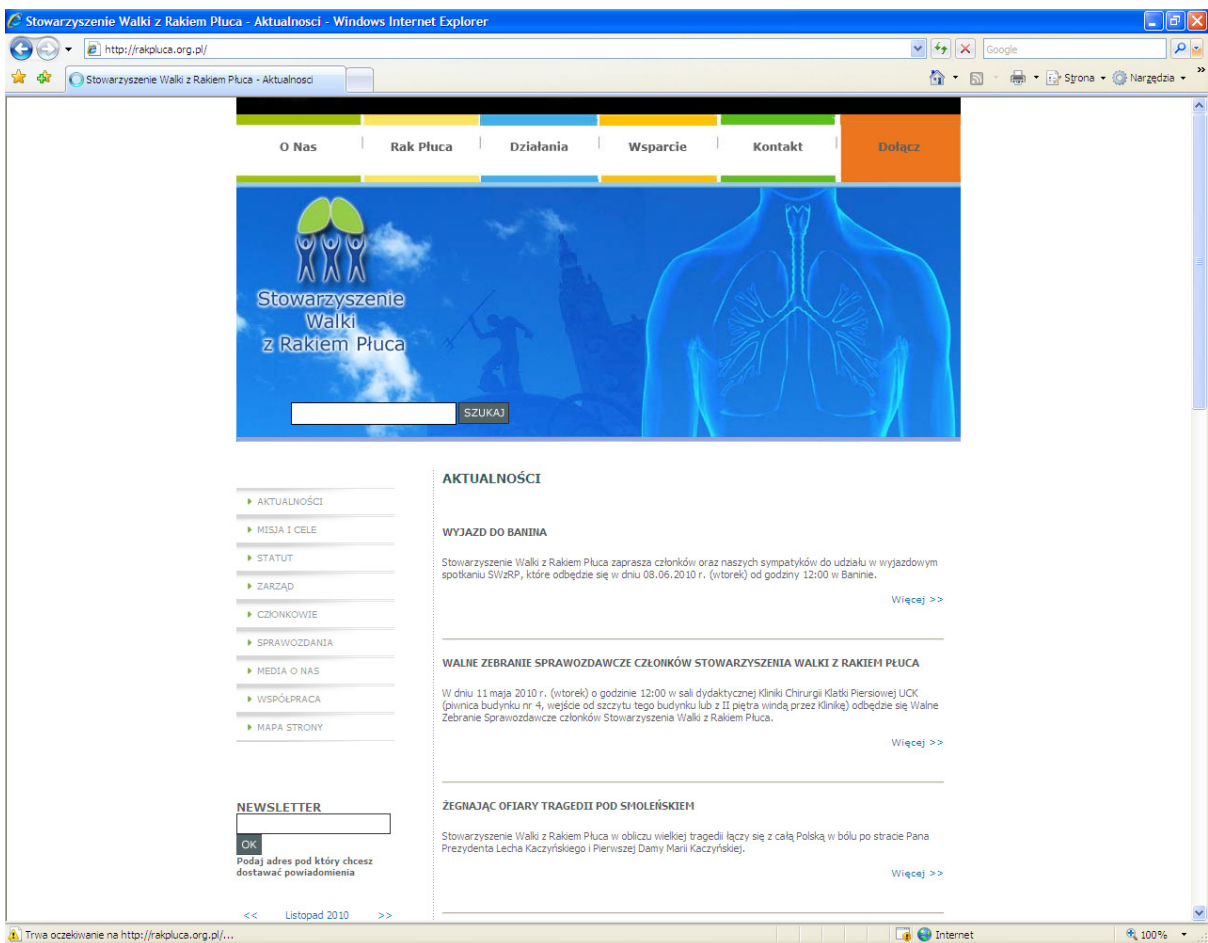 Stowarzyszenie Walki z Rakiem Płuca - Aktualnosci - Windows Internet Explorer
http://rakpluca.org.pl/
Google
Stowarzyszenie Walki z Rakiem Płuca - Aktualnosci
Strona
Narzędzia
»
O Nas
Rak Płuca
Działania
Wsparcie
Kontakt
Dołącz
Stowarzyszenie
Walki
z Rakiem Płuca
SZUKAJ
AKTUALNOŚCI
MISJA I CELE
STATUT
ZARZĄD
CZŁONKOWIE
SPRAWOZDANIA
MEDIA O NAS
WSPÓŁPRACA
MAPA STRONY
NEWSLETTER
OK
Podaj adres pod który chcesz
dostawać powiadomienia
<< Listopad 2010 >>
AKTUALNOŚCI
WYJAZD DO BANINA
Stowarzyszenie Walki z Rakiem Płuca zaprasza członków oraz naszych sympatyków do udziału w wyjazdowym
spotkaniu SWzRP, które odbędzie się w dniu 08.06.2010 r. (wtorek) od godziny 12:00 w Baninie.
Więcej >>
WALNE ZEBRANIE SPRAWOZDAWCZE CZŁONKÓW STOWARZYSZENIA WALKI Z RAKIEM PŁUCA
W dniu 11 maja 2010 r. (wtorek) o godzinie 12:00 w sali dydaktycznej Kliniki Chirurgii Klatki Piersiowej UCK
(piwnica budynku nr 4, wejście od szczytu tego budynku lub z II piętra windą przez Klinikę) odbędzie się Walne
Zebranie Sprawozdawcze członków Stowarzyszenia Walki z Rakiem Płuca.
Więcej >>
ŻEGNAJĄC OFIARY TRAGEDII POD SMOLEŃSKIEM
Stowarzyszenie Walki z Rakiem Płuca w obliczu wielkiej tragedii łączy się z całą Polską w bólu po stracie Pana
Prezydenta Lecha Kaczyńskiego i Pierwszej Damy Marii Kaczyńskiej.
Więcej >>
Trwa oczekiwanie na http://rakpluca.org.pl/...
Internet
100%